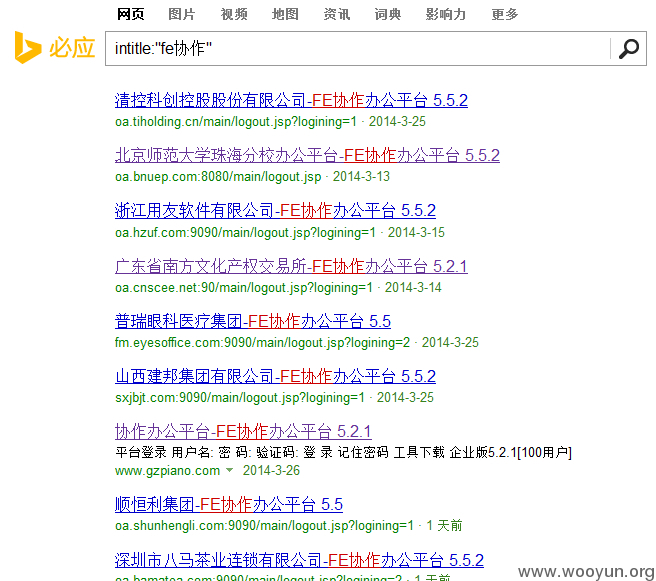 网页 图片 视频 地图 资讯 词典 影响力 更多
必应
intitle:"fe协作"
清控科创控股股份有限公司-FE协作办公平台 5.5.2
oa.tiholding.cn/main/logout.jsp?logining=1 · 2014-3-25
北京师范大学珠海分校办公平台-FE协作办公平台 5.5.2
oa.bnuep.com:8080/main/logout.jsp · 2014-3-13
浙江用友软件有限公司-FE协作办公平台 5.5.2
oa.hzuf.com:9090/main/logout.jsp?logining=1 · 2014-3-15
广东省南方文化产权交易所-FE协作办公平台 5.2.1
oa.cnscee.net:90/main/logout.jsp?logining=1 · 2014-3-14
普瑞眼科医疗集团-FE协作办公平台 5.5
fm.eyesoffice.com:9090/main/logout.jsp?logining=2 · 2014-3-25
山西建邦集团有限公司-FE协作办公平台 5.5.2
sxjbjt.com:9090/main/logout.jsp?logining=1 · 2014-3-25
协作办公平台-FE协作办公平台 5.2.1
平台登录 用户名: 密 码: 验证码: 登 录 记住密码 工具下载 企业版5.2.1[100用户]
www.gzpiano.com 2014-3-26
顺恒利集团-FE协作办公平台 5.5
oa.shunhengli.com:9090/main/logout.jsp?logining=1 · 1 天前
深圳市八马茶业连锁有限公司-FE协作办公平台 5.5.2
oa.bamatea.com:9090/main/logout.jsp?logining=2 · 1 天前
www.wooyun.org